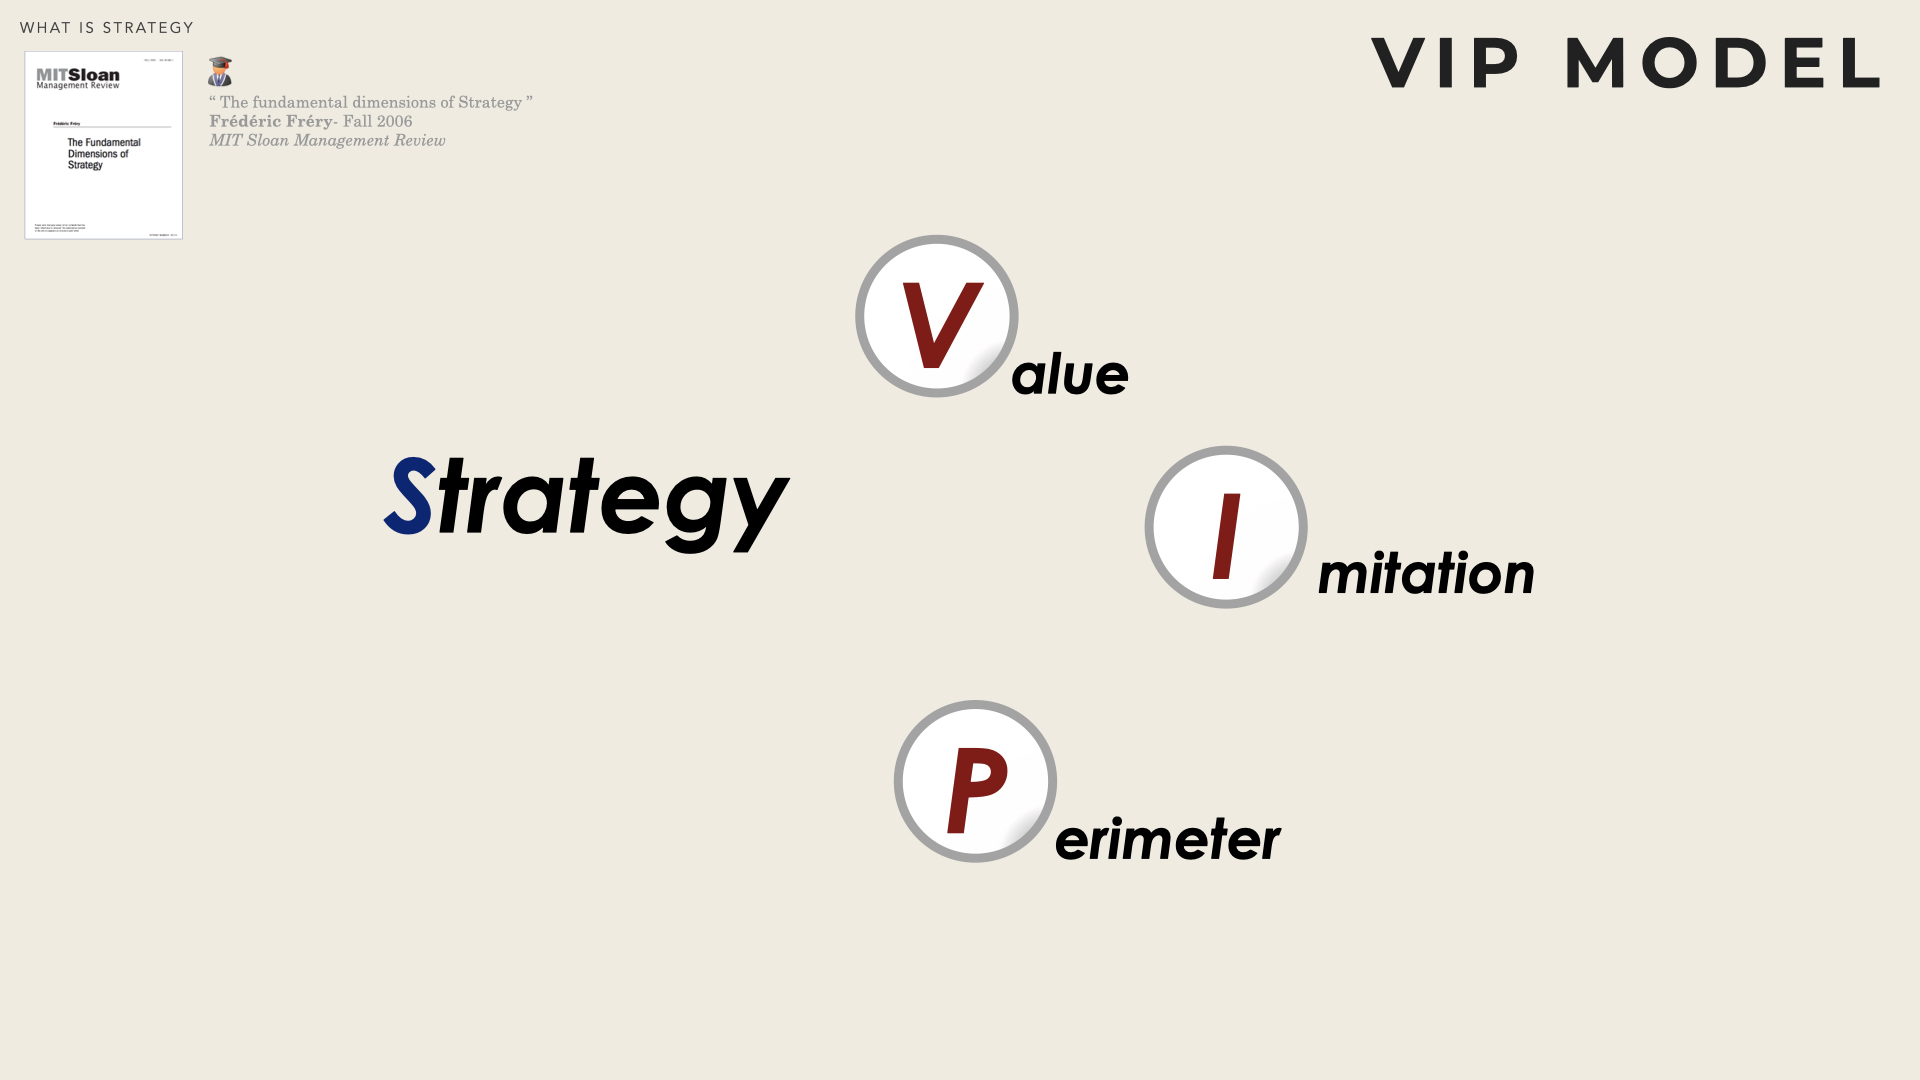 WHAT IS STRATEGY
VIP MODEL
MITSloan
Management Review
Frédéric Fréry
The Fundamental
Dimensions of
Strategy
“ The fundamental dimensions of Strategy ”
Frédéric Fréry- Fall 2006
MIT Sloan Management Review
Value
Strategy
Imitation
Perimeter